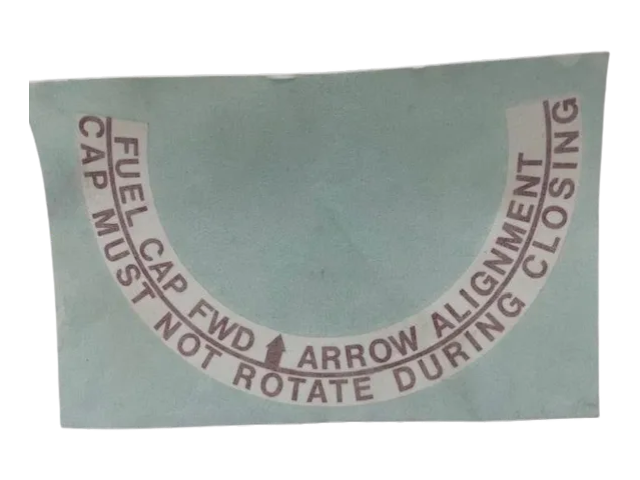 FUEL CAP FWD ↑ ARROW ALIGNMENT
CAP MUST NOT ROTATE DURING CLOSING